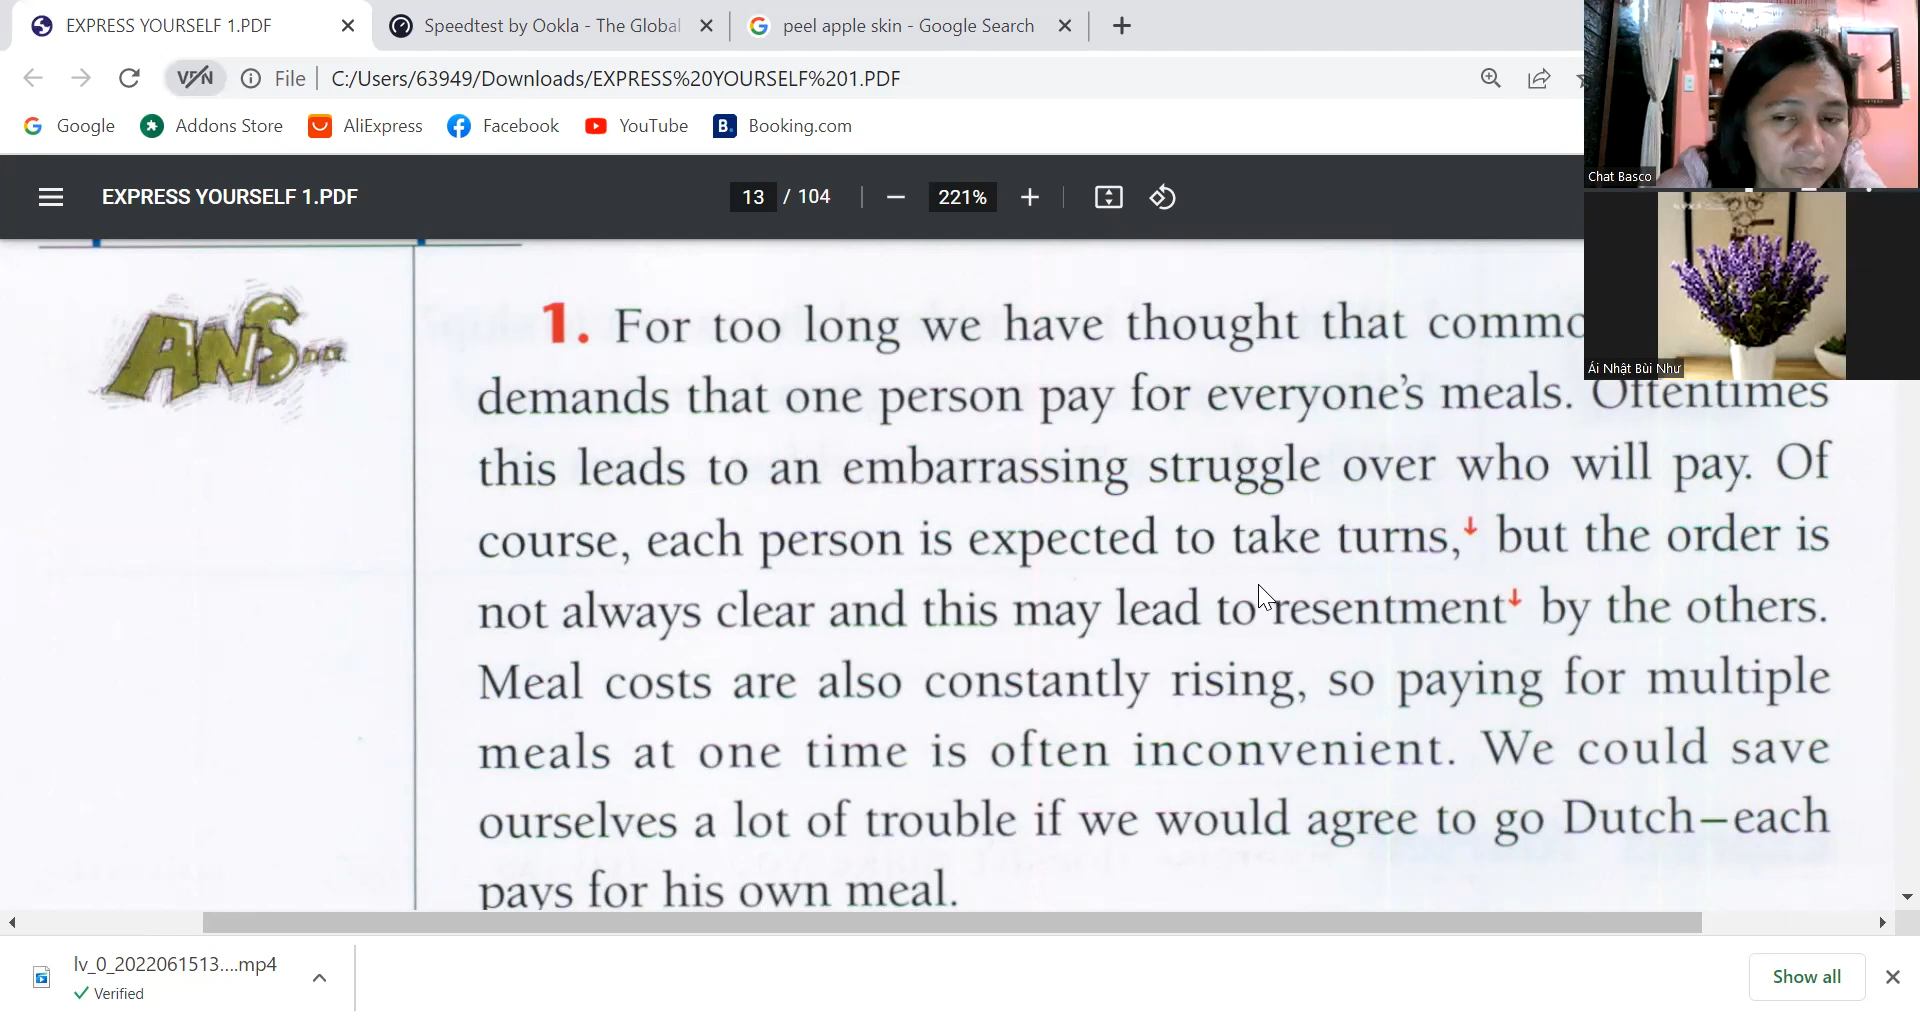 EXPRESS YOURSELF 1.PDF
Speedtest by Ookla - The Global
peel apple skin - Google Search
VPN
File
C:/Users/63949/Downloads/EXPRESS%20YOURSELF%201.PDF
Google
Addons Store
AliExpress
Facebook
YouTube
B.
Booking.com
EXPRESS YOURSELF 1.PDF
13 / 104
221%
Chat Basco
Ái Nhật Bùi Như
ANS...
1. For too long we have thought that commo
demands that one person pay for everyone's meals. Oftentimes
this leads to an embarrassing struggle over who will pay. Of
course, each person is expected to take turns,↓ but the order is
not always clear and this may lead to resentment↓ by the others.
Meal costs are also constantly rising, so paying for multiple
meals at one time is often inconvenient. We could save
ourselves a lot of trouble if we would agree to go Dutch–each
pays for his own meal.
lv_0_2022061513....mp4
Verified
Show all